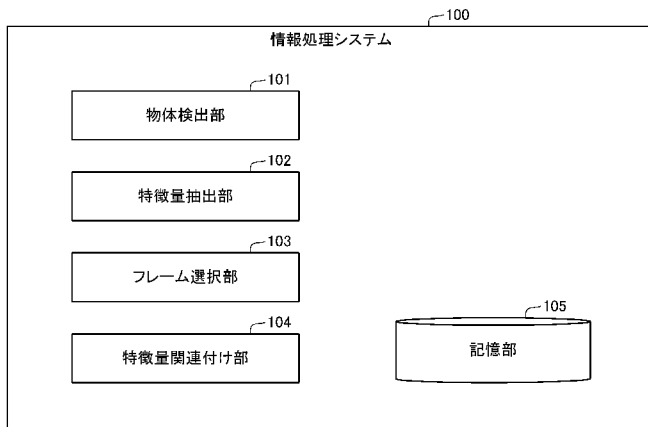 100
情報処理システム
101
物体検出部
102
特徴量抽出部
103
フレーム選択部
104
特徴量関連付け部
105
記憶部